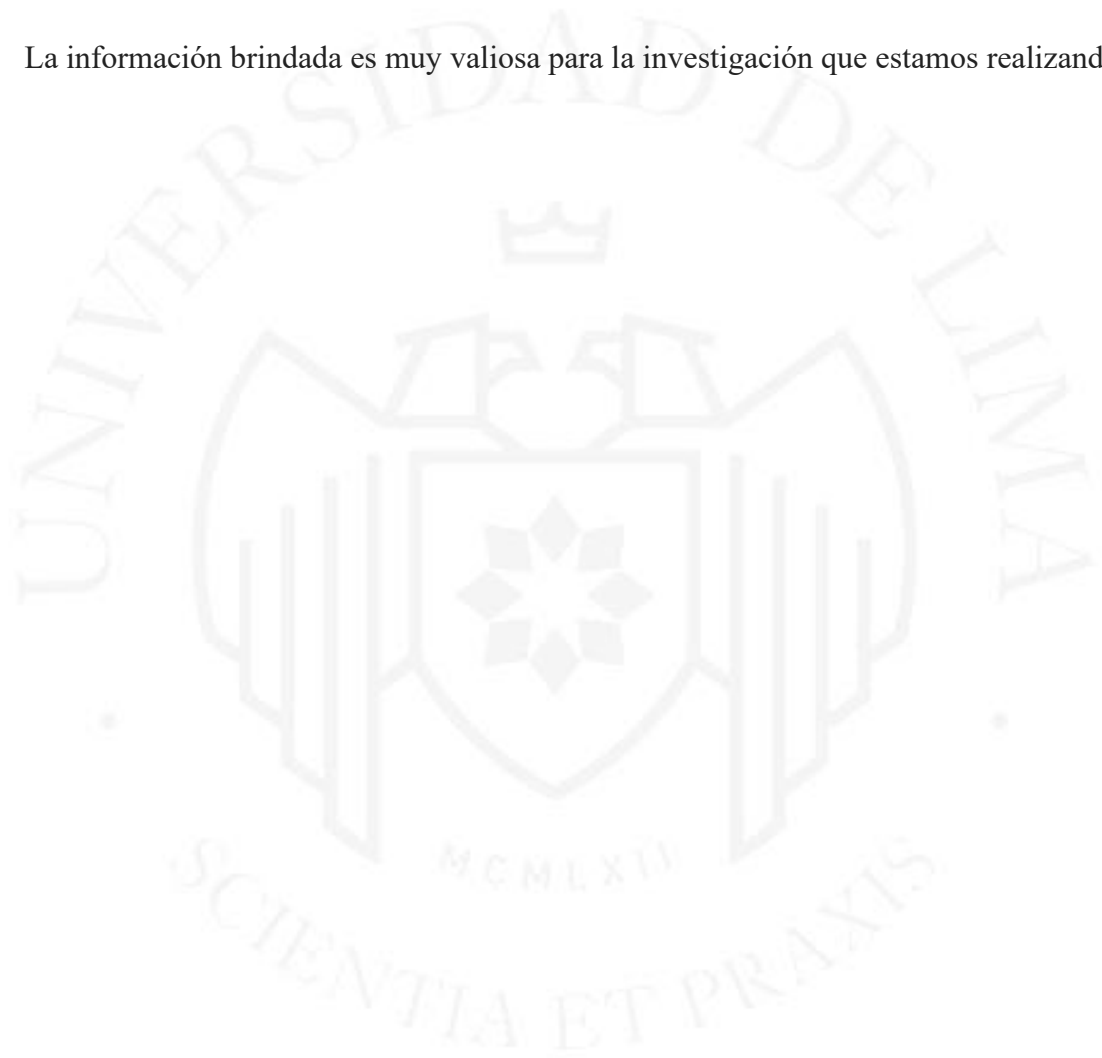 La información brindada es muy valiosa para la investigación que estamos realizand
UNIVERSIDAD DE LIMA
MCMLXII
SCIENTIA ET PRAXIS